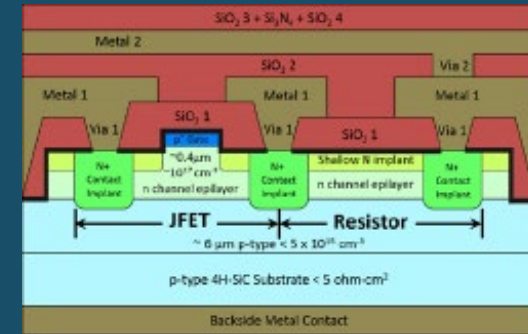 SiO₂ 3 + Si₃N₄ + SiO₂ 4
Metal 2
SiO₂ 2
Via 2
Metal 1
Metal 1
Metal 1
SiO₂ 1
Via 1
Via 1
SiO₂ 1
Via 1
p⁺ Gate
N+ Contact Implant
~0.4μm
10¹⁷ cm⁻³
n channel epilayer
N+ Contact Implant
Shallow N implant
n channel epilayer
N+ Contact Implant
JFET
Resistor
~ 6 μm p-type < 5 x 10¹⁵ cm⁻³
p-type 4H-SiC Substrate < 5 ohm-cm²
Backside Metal Contact